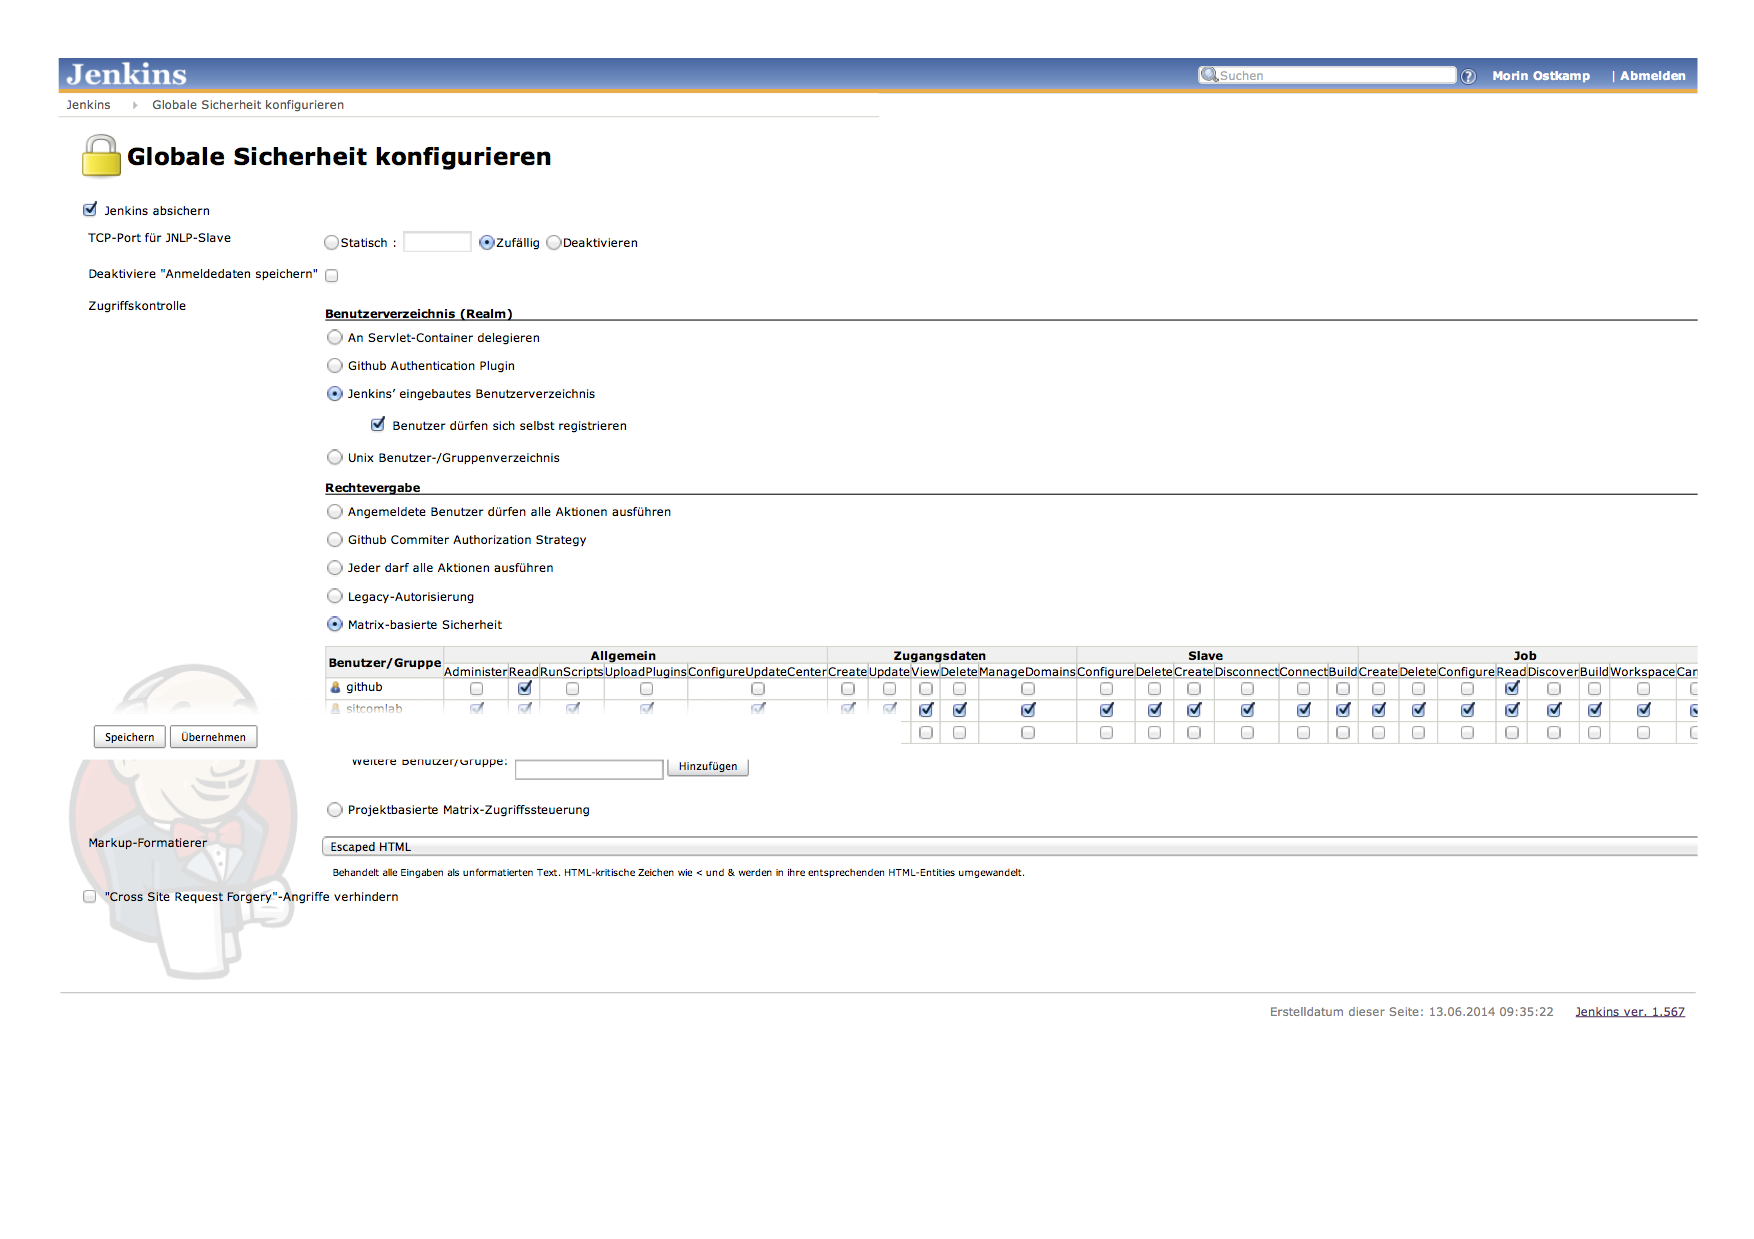 Jenkins
Suchen
Morin Ostkamp | Abmelden
Jenkins Globale Sicherheit konfigurieren
Globale Sicherheit konfigurieren
Jenkins absichern
TCP-Port für JNLP-Slave
Statisch : Zufällig Deaktivieren
Deaktiviere "Anmeldedaten speichern"
Zugriffskontrolle
Benutzerverzeichnis (Realm)
An Servlet-Container delegieren
Github Authentication Plugin
Jenkins’ eingebautes Benutzerverzeichnis
Benutzer dürfen sich selbst registrieren
Unix Benutzer-/Gruppenverzeichnis
Rechtevergabe
Angemeldete Benutzer dürfen alle Aktionen ausführen
Github Commiter Authorization Strategy
Jeder darf alle Aktionen ausführen
Legacy-Autorisierung
Matrix-basierte Sicherheit
Benutzer/Gruppe Allgemein Zugangsdaten Slave Job
Administer Read RunScripts UploadPlugins ConfigureUpdateCenter Create Update View Delete ManageDomains Configure Delete Create Disconnect Connect Build Create Delete Configure Read Discover Build Workspace Can
github
sitcomlab
Speichern Übernehmen
Weitere Benutzer/Gruppe: Hinzufügen
Projektbasierte Matrix-Zugriffssteuerung
Markup-Formatierer
Escaped HTML
Behandelt alle Eingaben als unformatierten Text. HTML-kritische Zeichen wie < und & werden in ihre entsprechenden HTML-Entities umgewandelt.
"Cross Site Request Forgery"-Angriffe verhindern
Erstelldatum dieser Seite: 13.06.2014 09:35:22 Jenkins ver. 1.567